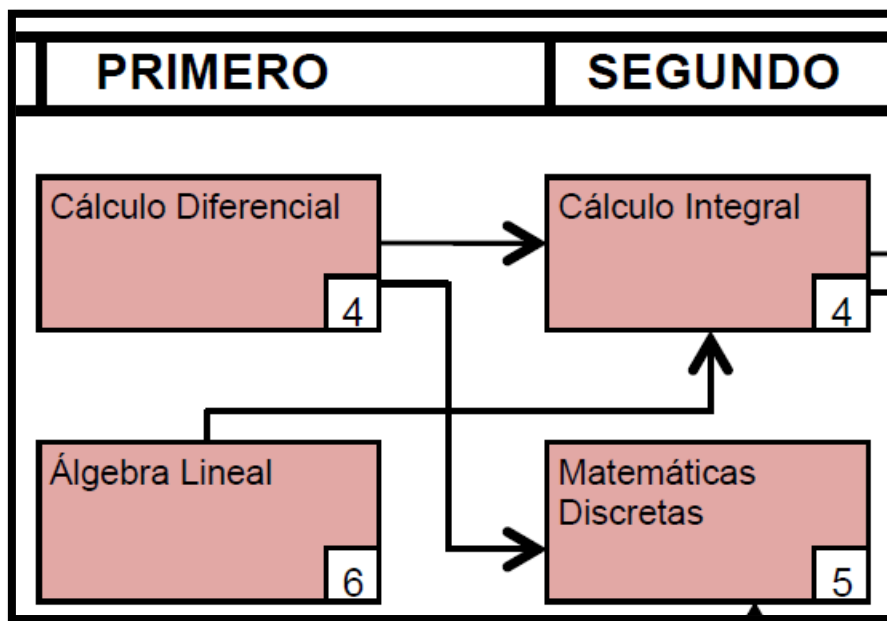 PRIMERO
SEGUNDO
Cálculo Diferencial
4
Cálculo Integral
4
Álgebra Lineal
6
Matemáticas
Discretas
5